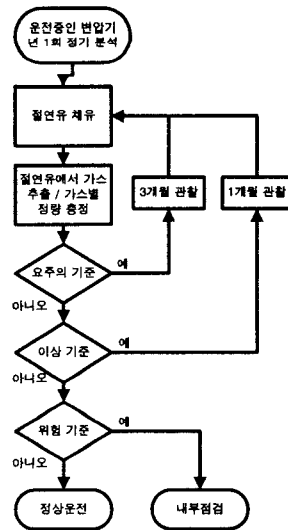 운전중인 변압기
년 1회 정기 분석
절연유 채유
절연유에서 가스
추출 / 가스별
정량 측정
3개월 관찰
1개월 관찰
요주의 기준
예
아니오
이상 기준
예
아니오
위험 기준
예
아니오
정상운전
내부점검